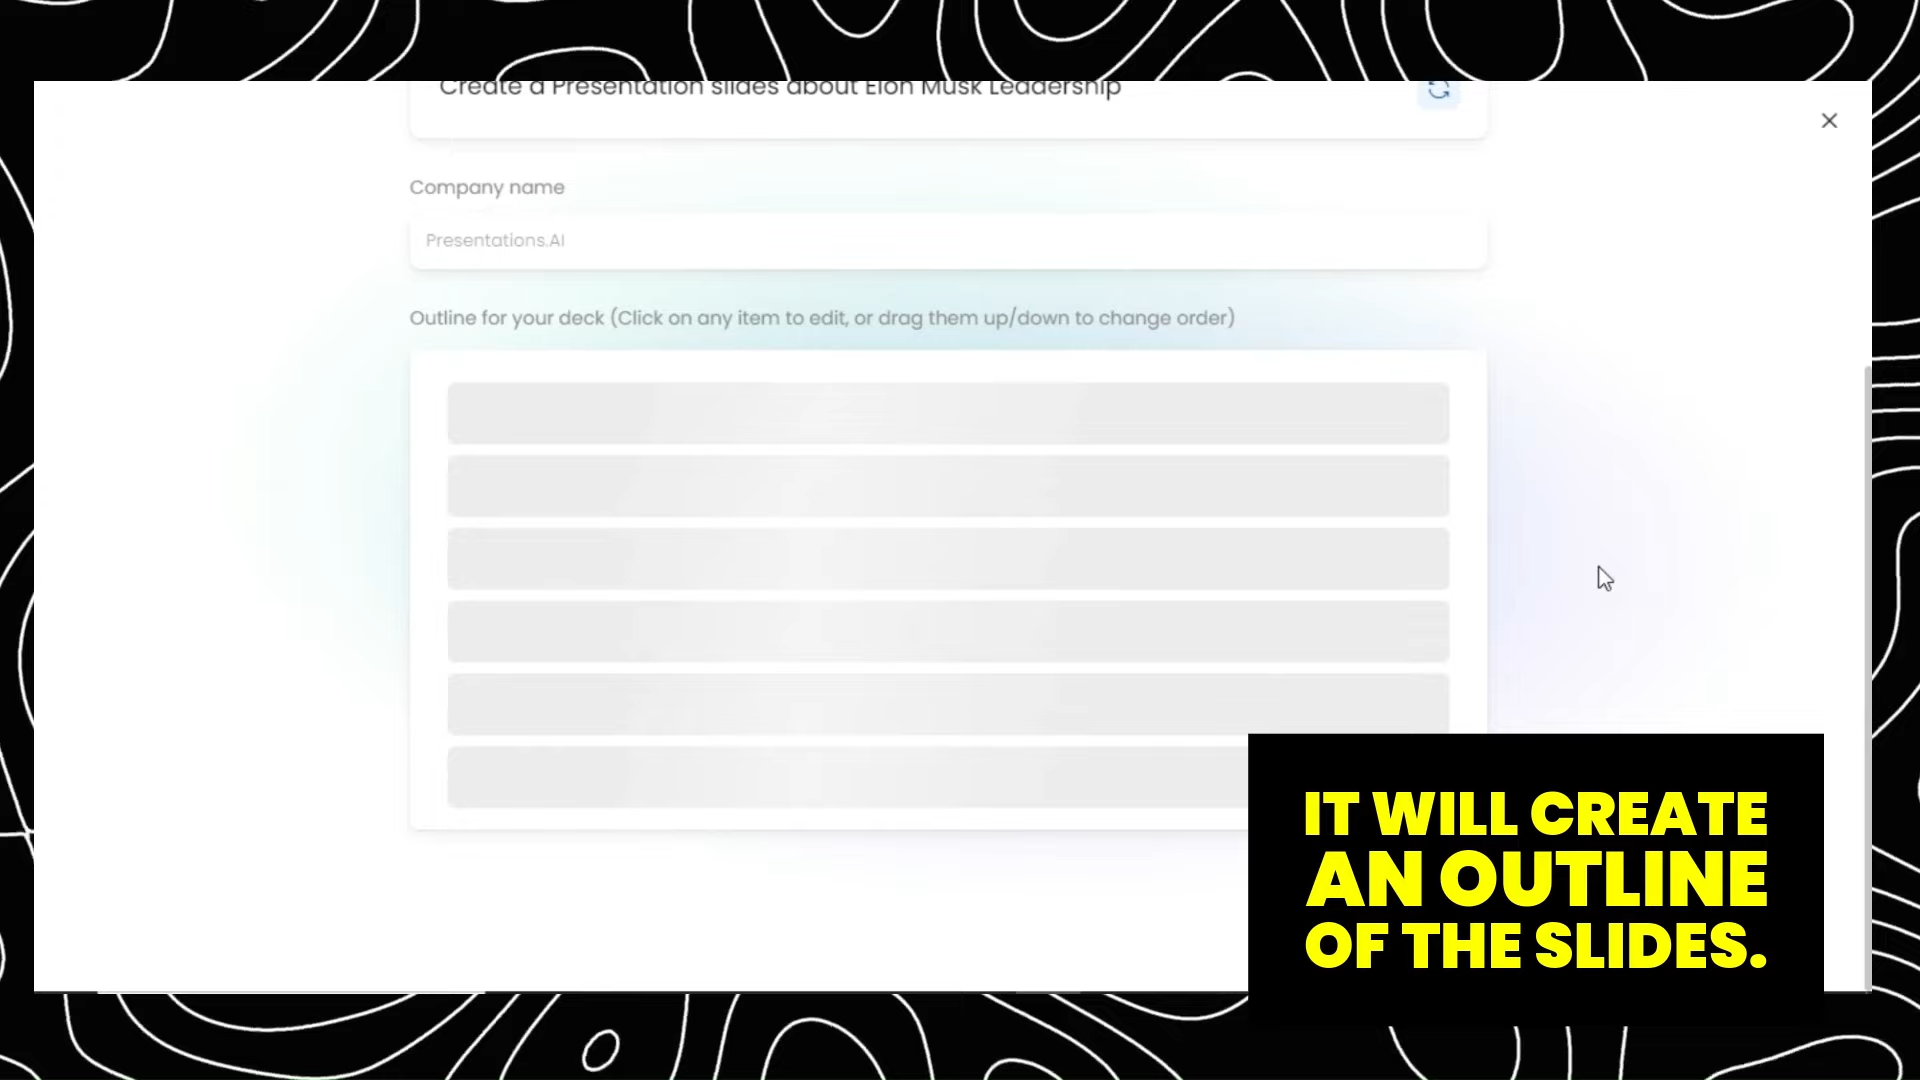 Create a Presentation slides about Elon Musk Leadership
Company name
Presentations.AI
Outline for your deck (Click on any item to edit, or drag them up/down to change order)
IT WILL CREATE
AN OUTLINE
OF THE SLIDES.